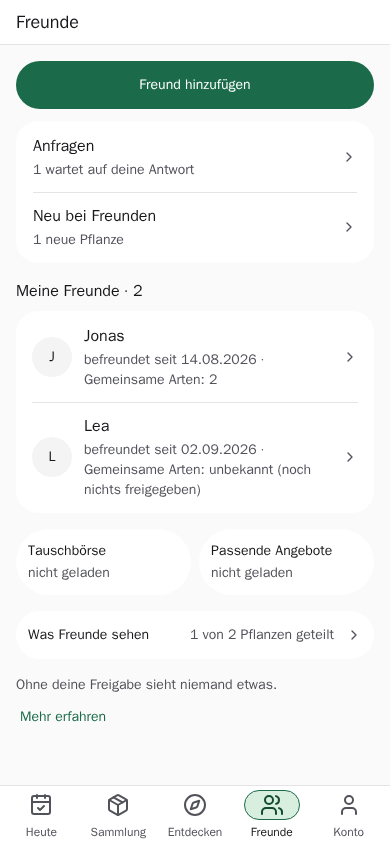 Freunde
Freund hinzufügen
Anfragen
1 wartet auf deine Antwort
Neu bei Freunden
1 neue Pflanze
Meine Freunde · 2
J
Jonas
befreundet seit 14.08.2026 ·
Gemeinsame Arten: 2
L
Lea
befreundet seit 02.09.2026 ·
Gemeinsame Arten: unbekannt (noch
nichts freigegeben)
Tauschbörse
nicht geladen
Passende Angebote
nicht geladen
Was Freunde sehen
1 von 2 Pflanzen geteilt
Ohne deine Freigabe sieht niemand etwas.
Mehr erfahren
Heute
Sammlung
Entdecken
Freunde
Konto